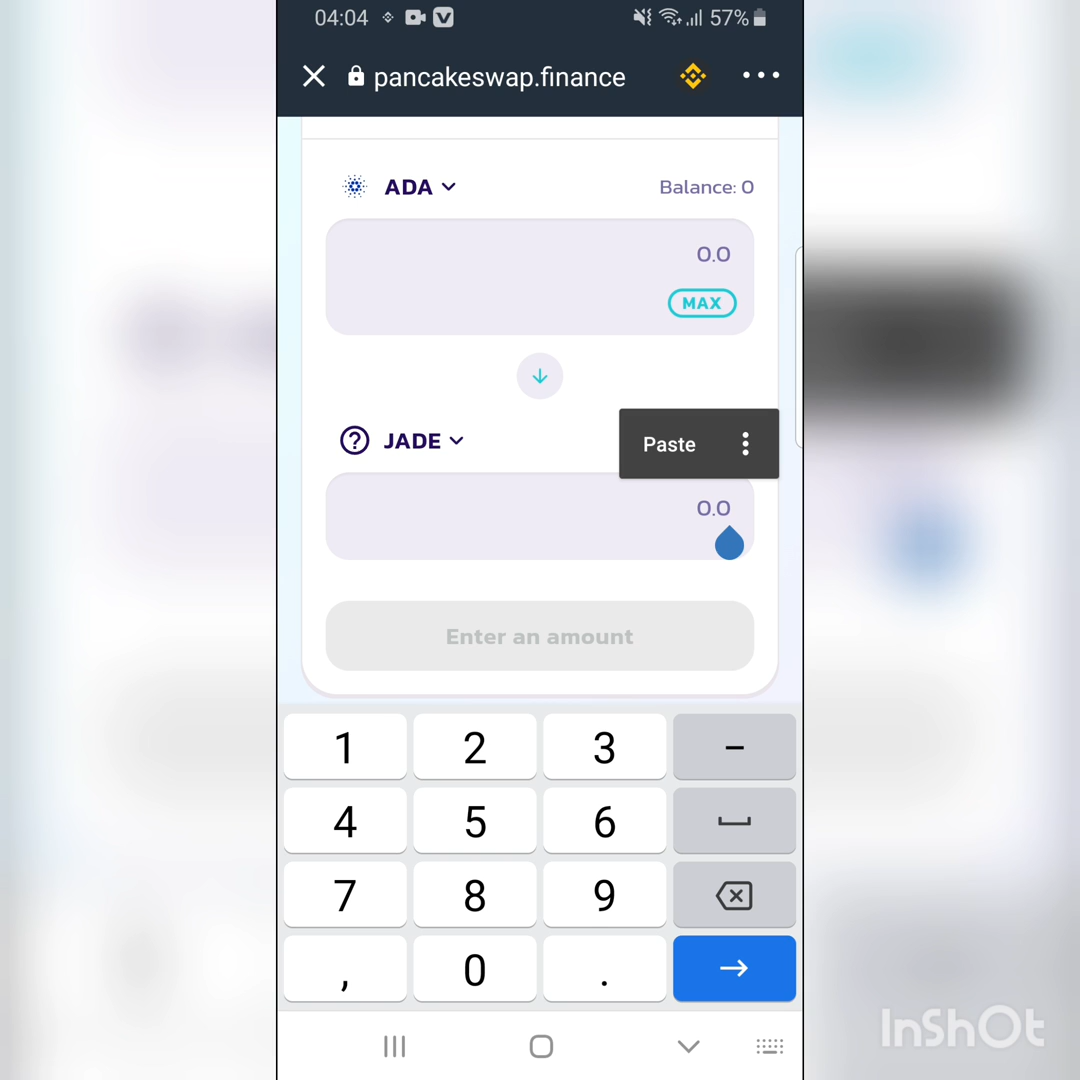 04:04 57%
pancakeswap.finance
ADA Balance: 0
0.0
MAX
JADE Paste
0.0
Enter an amount
1 2 3 -
4 5 6
7 8 9
, 0 .
InShOt